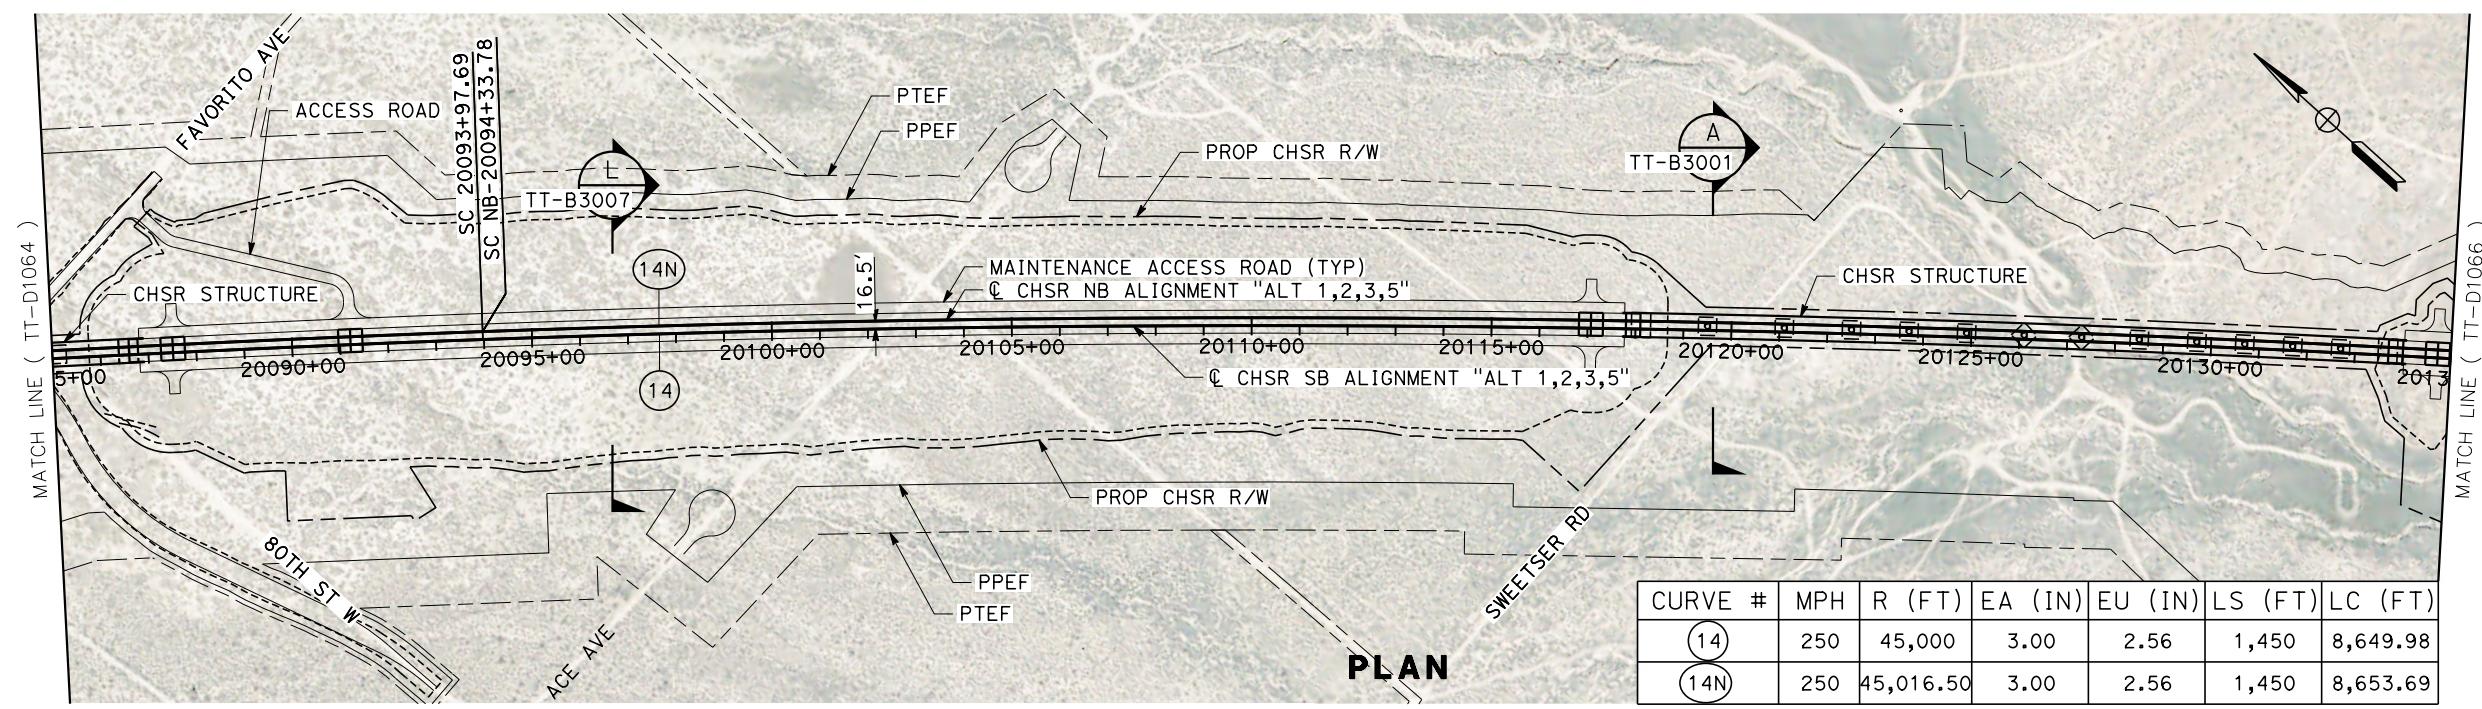 FAVORITO AVE
ACCESS ROAD
SC 20093+97.69
SC NB-20094+33.78
L
TT-B3007
PTEF
PPEF
PROP CHSR R/W
A
TT-B3001
MATCH LINE ( TT-D1064 )
MATCH LINE ( TT-D1066 )
CHSR STRUCTURE
14N
16.5'
MAINTENANCE ACCESS ROAD (TYP)
℄ CHSR NB ALIGNMENT "ALT 1,2,3,5"
CHSR STRUCTURE
5+00
20090+00
20095+00
20100+00
20105+00
20110+00
20115+00
20120+00
20125+00
20130+00
2013
℄ CHSR SB ALIGNMENT "ALT 1,2,3,5"
14
PROP CHSR R/W
80TH ST W
PPEF
PTEF
ACE AVE
SWEETSER RD
PLAN
CURVE # MPH R (FT) EA (IN) EU (IN) LS (FT) LC (FT)
14 250 45,000 3.00 2.56 1,450 8,649.98
14N 250 45,016.50 3.00 2.56 1,450 8,653.69